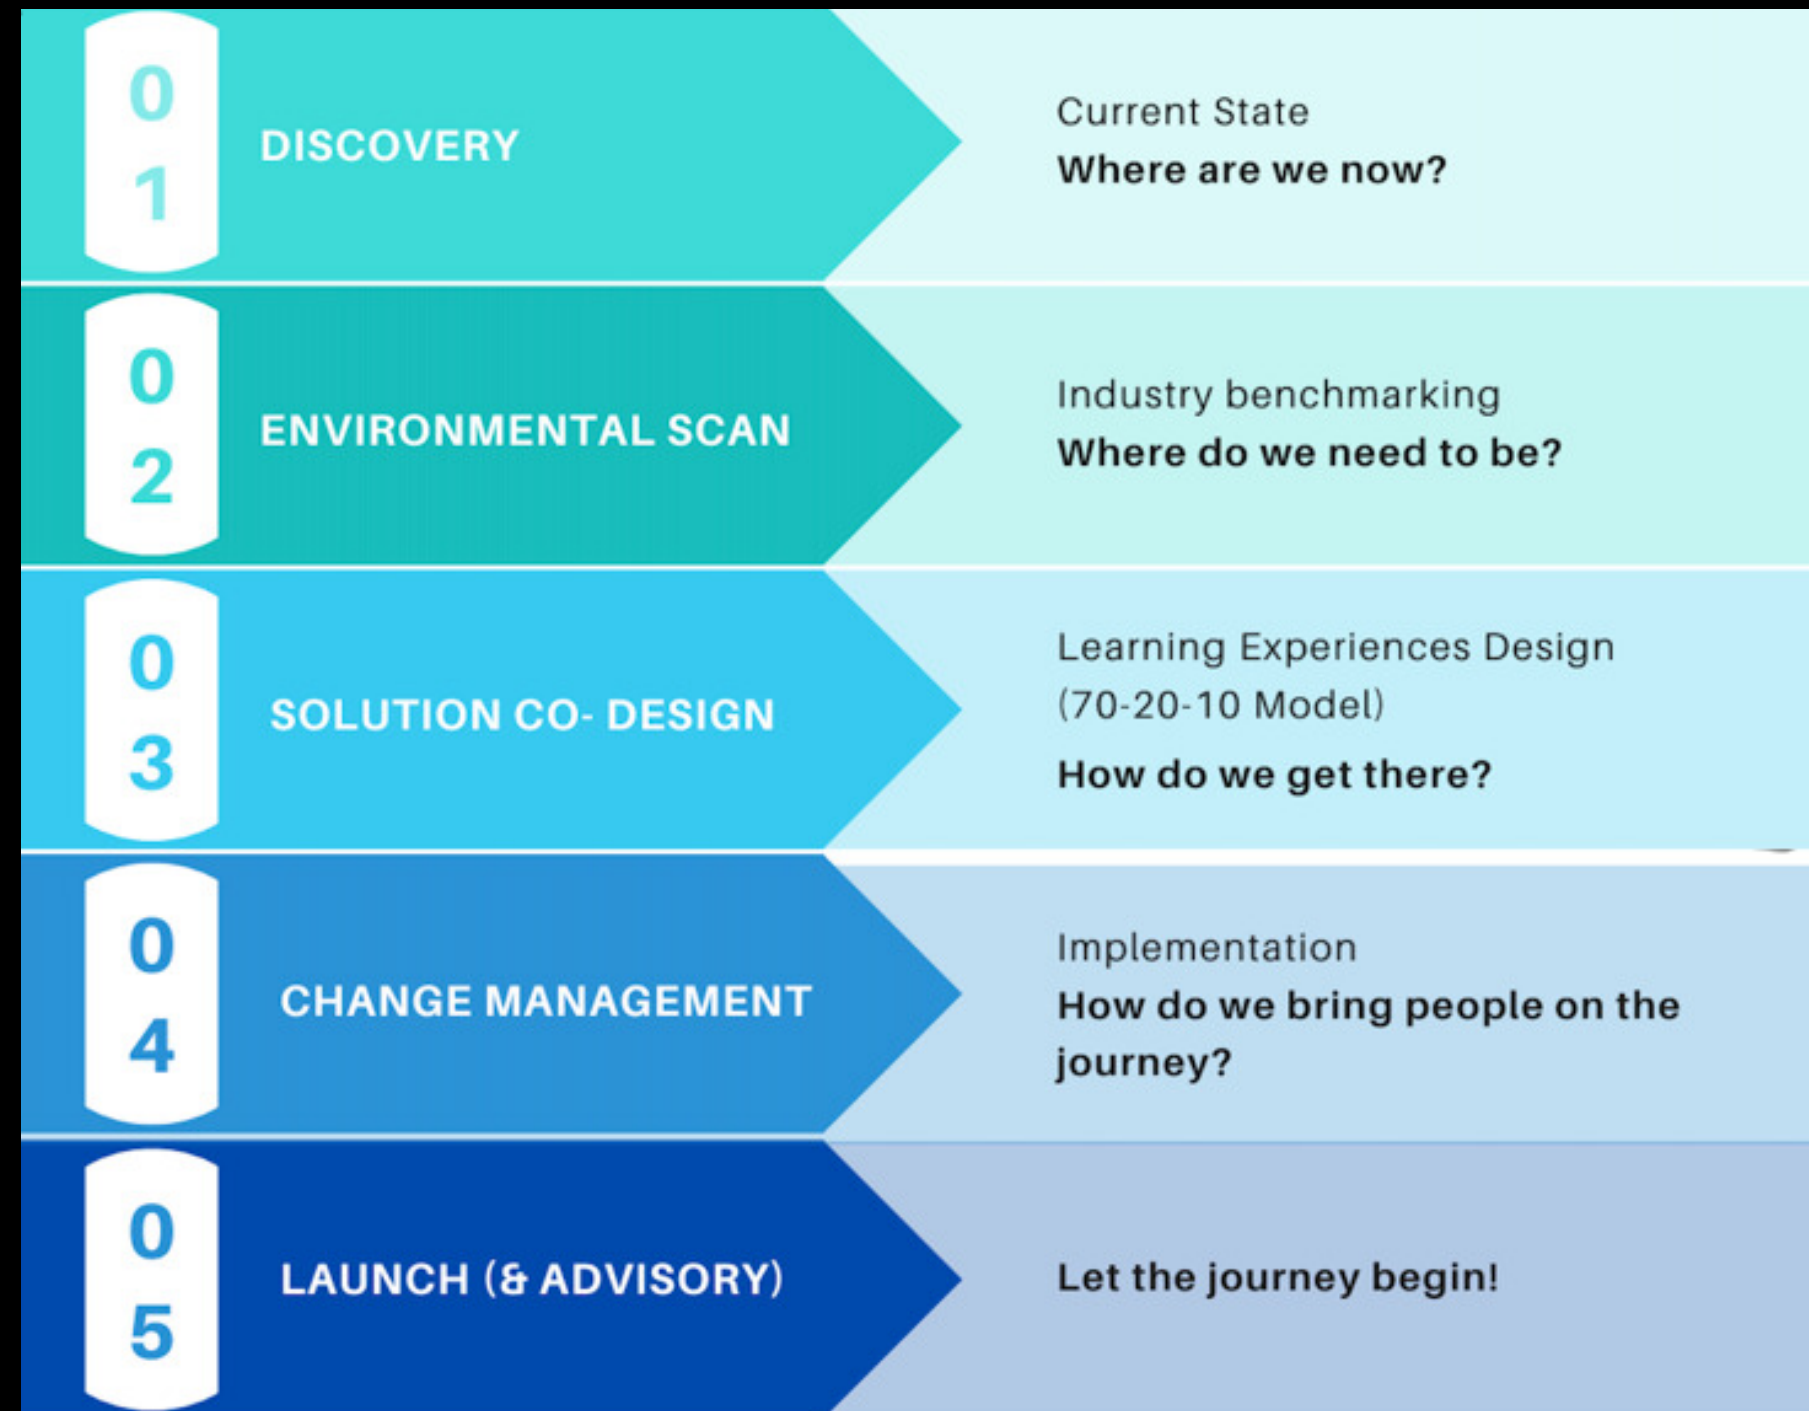 0
1
DISCOVERY
Current State
Where are we now?
0
2
ENVIRONMENTAL SCAN
Industry benchmarking
Where do we need to be?
0
3
SOLUTION CO- DESIGN
Learning Experiences Design
(70-20-10 Model)
How do we get there?
0
4
CHANGE MANAGEMENT
Implementation
How do we bring people on the
journey?
0
5
LAUNCH (& ADVISORY)
Let the journey begin!